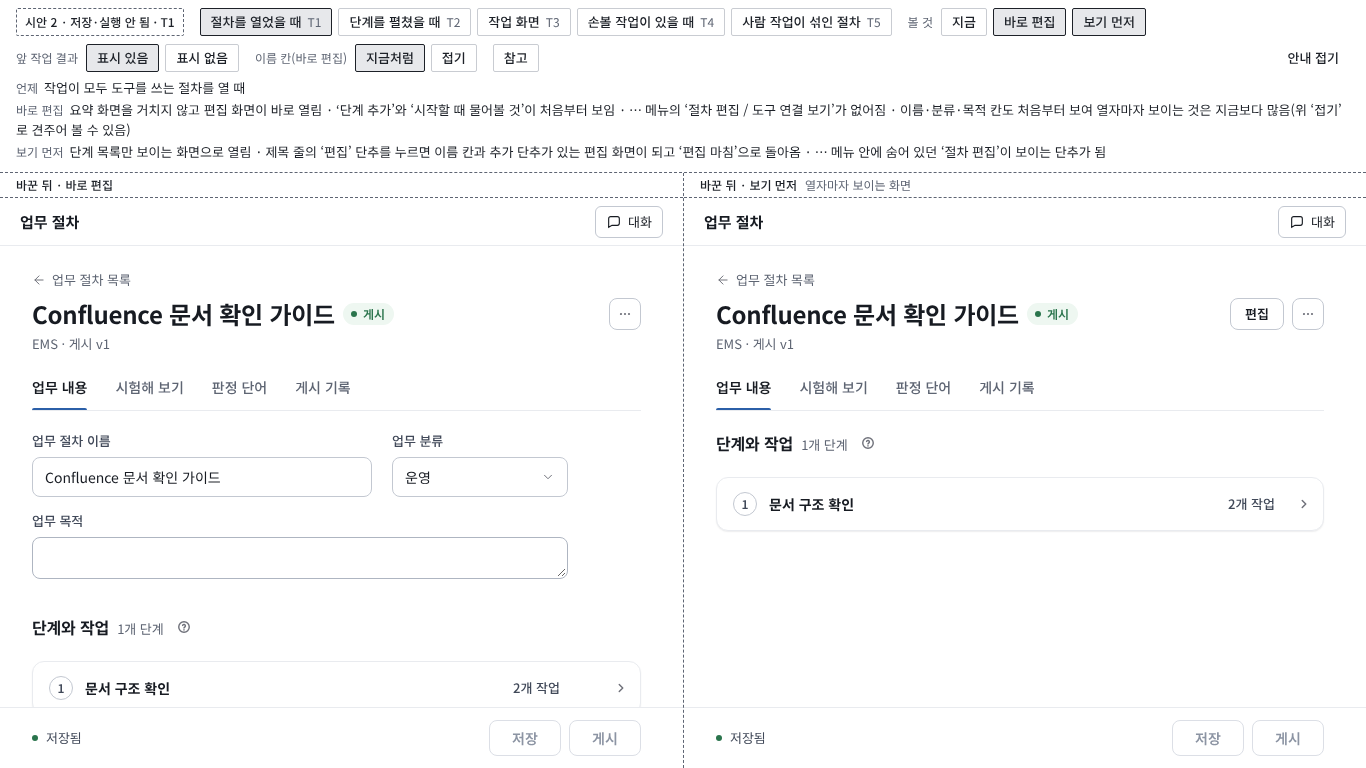 시안 2 · 저장·실행 안 됨 · T1 절차를 열었을 때 T1 단계를 펼쳤을 때 T2 작업 화면 T3 손볼 작업이 있을 때 T4 사람 작업이 섞인 절차 T5 볼 것 지금 바로 편집 보기 먼저
앞 작업 결과 표시 있음 표시 없음 이름 칸(바로 편집) 지금처럼 접기 참고 안내 접기
언제 작업이 모두 도구를 쓰는 절차를 열 때
바로 편집 요약 화면을 거치지 않고 편집 화면이 바로 열림 · ‘단계 추가’와 ‘시작할 때 물어볼 것’이 처음부터 보임 · ⋯ 메뉴의 ‘절차 편집 / 도구 연결 보기’가 없어짐 · 이름·분류·목적 칸도 처음부터 보여 열자마자 보이는 것은 지금보다 많음(위 ‘접기’
로 견주어 볼 수 있음)
보기 먼저 단계 목록만 보이는 화면으로 열림 · 제목 줄의 ‘편집’ 단추를 누르면 이름 칸과 추가 단추가 있는 편집 화면이 되고 ‘편집 마침’으로 돌아옴 · ⋯ 메뉴 안에 숨어 있던 ‘절차 편집’이 보이는 단추가 됨
바꾼 뒤 · 바로 편집
업무 절차
대화
← 업무 절차 목록
Confluence 문서 확인 가이드 게시
⋯
EMS · 게시 v1
업무 내용 시험해 보기 판정 단어 게시 기록
업무 절차 이름 업무 분류
Confluence 문서 확인 가이드 운영
업무 목적
단계와 작업 1개 단계
1 문서 구조 확인 2개 작업
저장됨 저장 게시
바꾼 뒤 · 보기 먼저 열자마자 보이는 화면
업무 절차
대화
← 업무 절차 목록
Confluence 문서 확인 가이드 게시
편집 ⋯
EMS · 게시 v1
업무 내용 시험해 보기 판정 단어 게시 기록
단계와 작업 1개 단계
1 문서 구조 확인 2개 작업
저장됨 저장 게시